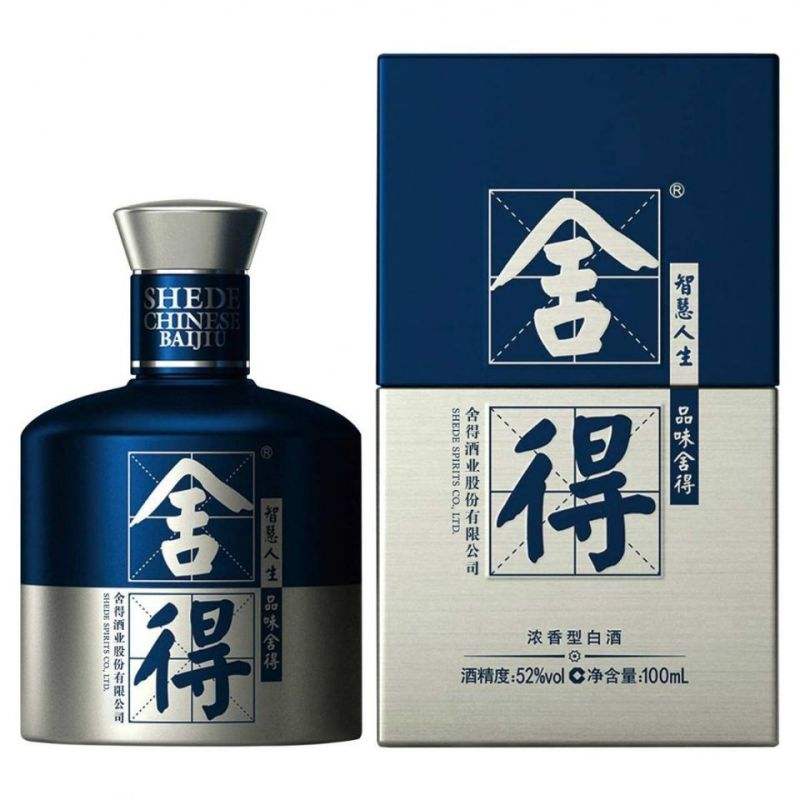 SHEDE
CHINESE
BAIJIU
舍得
®
智慧人生 品味舍得
舍得酒业股份有限公司
SHEDE SPIRITS CO., LTD.
舍得
®
智慧人生 品味舍得
舍得酒业股份有限公司
SHEDE SPIRITS CO., LTD.
浓香型白酒
酒精度:52%vol 净含量:100mL